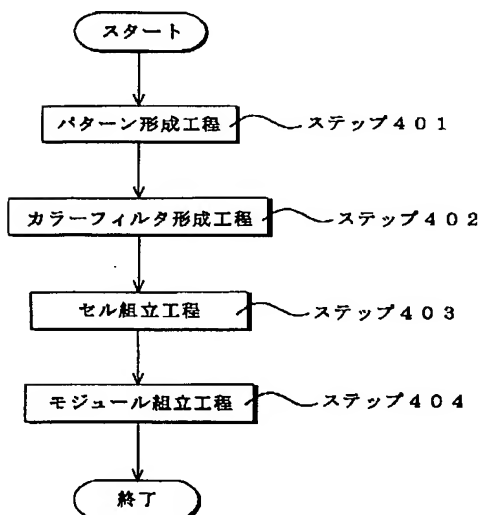 スタート
パターン形成工程 ステップ401
カラーフィルタ形成工程 ステップ402
セル組立工程 ステップ403
モジュール組立工程 ステップ404
終了